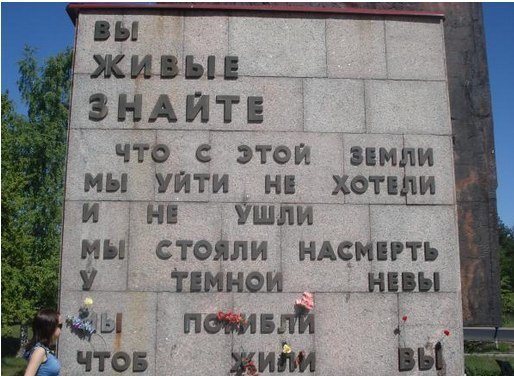 ВЫ
ЖИВЫЕ
ЗНАЙТЕ
ЧТО С ЭТОЙ ЗЕМЛИ
МЫ УЙТИ НЕ ХОТЕЛИ
И НЕ УШЛИ
МЫ СТОЯЛИ НАСМЕРТЬ
У ТЕМНОЙ НЕВЫ
МЫ ПОГИБЛИ
ЧТОБ ЖИЛИ ВЫ